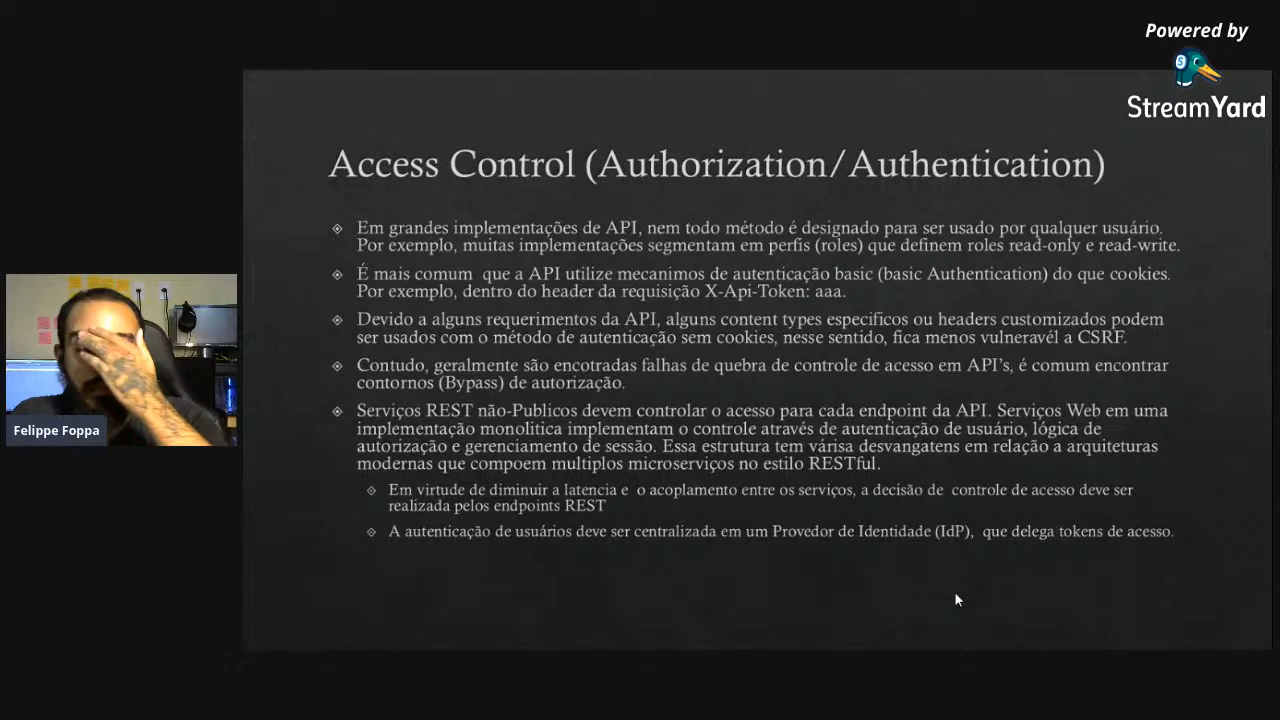 Powered by
StreamYard
Access Control (Authorization/Authentication)
Em grandes implementações de API, nem todo método é designado para ser usado por qualquer usuário.
Por exemplo, muitas implementações segmentam em perfis (roles) que definem roles read-only e read-write.
É mais comum que a API utilize mecanimos de autenticação basic (basic Authentication) do que cookies.
Por exemplo, dentro do header da requisição X-Api-Token: aaa.
Devido a alguns requerimentos da API, alguns content types especificos ou headers customizados podem
ser usados com o método de autenticação sem cookies, nesse sentido, fica menos vulneravél a CSRF.
Contudo, geralmente são encotradas falhas de quebra de controle de acesso em API's, é comum encontrar
contornos (Bypass) de autorização.
Serviços REST não-Publicos devem controlar o acesso para cada endpoint da API. Serviços Web em uma
implementação monolitica implementam o controle através de autenticação de usuário, lógica de
autorização e gerenciamento de sessão. Essa estrutura tem várisa desvangatens em relação a arquiteturas
modernas que compoem multiplos microserviços no estilo RESTful.
Em virtude de diminuir a latencia e o acoplamento entre os serviços, a decisão de controle de acesso deve ser
realizada pelos endpoints REST
A autenticação de usuários deve ser centralizada em um Provedor de Identidade (IdP), que delega tokens de acesso.
Felippe Foppa